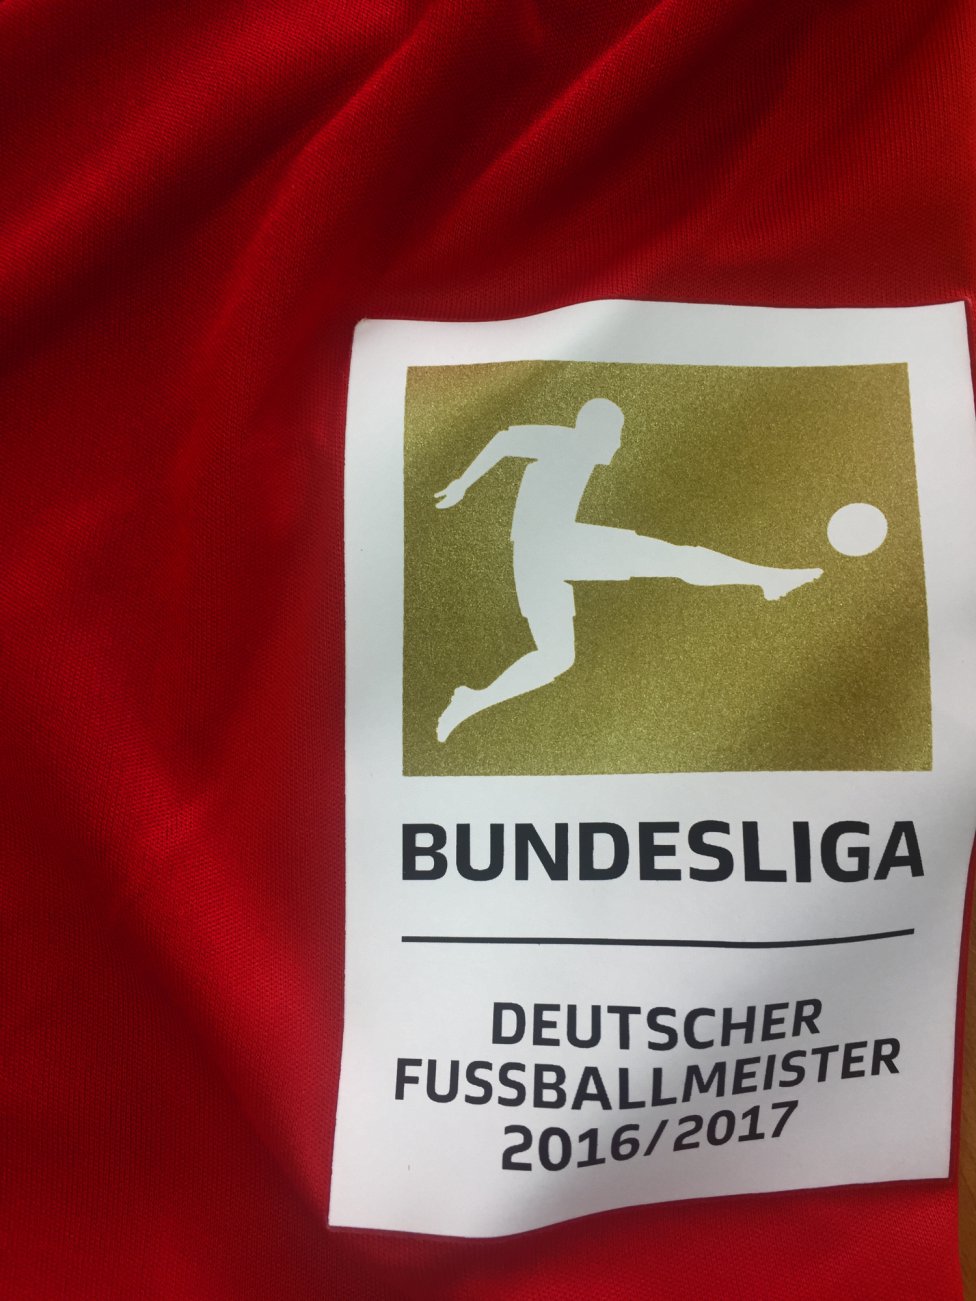 BUNDESLIGA
DEUTSCHER
FUSSBALLMEISTER
2016/2017